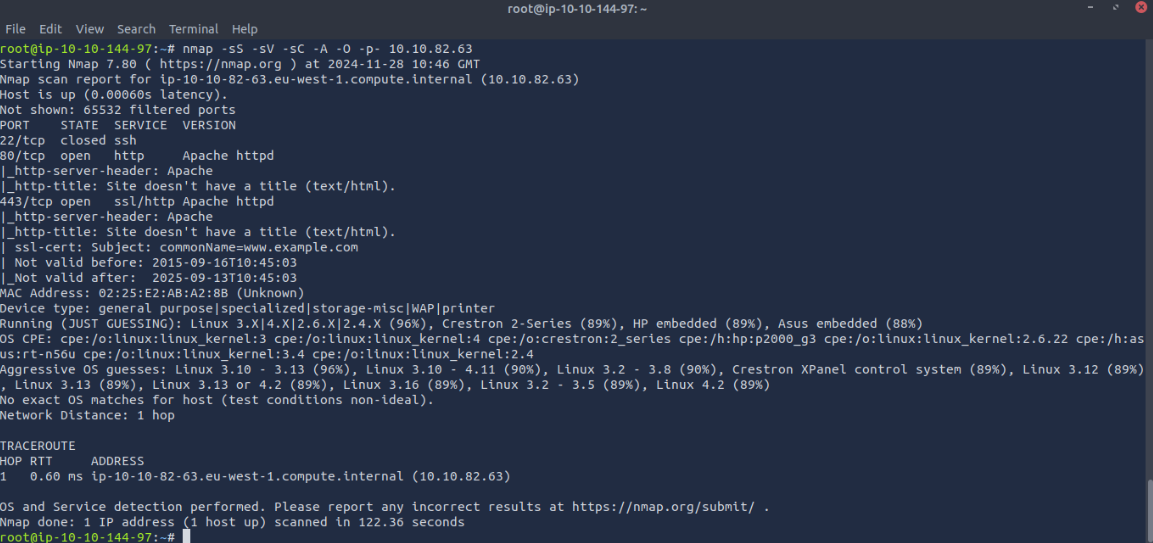 root@ip-10-10-144-97: ~
File Edit View Search Terminal Help
root@ip-10-10-144-97:~# nmap -sS -sV -sC -A -O -p- 10.10.82.63
Starting Nmap 7.80 ( https://nmap.org ) at 2024-11-28 10:46 GMT
Nmap scan report for ip-10-10-82-63.eu-west-1.compute.internal (10.10.82.63)
Host is up (0.00060s latency).
Not shown: 65532 filtered ports
PORT    STATE  SERVICE  VERSION
22/tcp  closed ssh
80/tcp  open   http     Apache httpd
|_http-server-header: Apache
|_http-title: Site doesn't have a title (text/html).
443/tcp open   ssl/http Apache httpd
|_http-server-header: Apache
|_http-title: Site doesn't have a title (text/html).
| ssl-cert: Subject: commonName=www.example.com
| Not valid before: 2015-09-16T10:45:03
|_Not valid after:  2025-09-13T10:45:03
MAC Address: 02:25:E2:AB:A2:8B (Unknown)
Device type: general purpose|specialized|storage-misc|WAP|printer
Running (JUST GUESSING): Linux 3.X|4.X|2.6.X|2.4.X (96%), Crestron 2-Series (89%), HP embedded (89%), Asus embedded (88%)
OS CPE: cpe:/o:linux:linux_kernel:3 cpe:/o:linux:linux_kernel:4 cpe:/o:crestron:2_series cpe:/h:hp:p2000_g3 cpe:/o:linux:linux_kernel:2.6.22 cpe:/h:as
us:rt-n56u cpe:/o:linux:linux_kernel:3.4 cpe:/o:linux:linux_kernel:2.4
Aggressive OS guesses: Linux 3.10 - 3.13 (96%), Linux 3.10 - 4.11 (90%), Linux 3.2 - 3.8 (90%), Crestron XPanel control system (89%), Linux 3.12 (89%)
, Linux 3.13 (89%), Linux 3.13 or 4.2 (89%), Linux 3.16 (89%), Linux 3.2 - 3.5 (89%), Linux 4.2 (89%)
No exact OS matches for host (test conditions non-ideal).
Network Distance: 1 hop
TRACEROUTE
HOP RTT     ADDRESS
1   0.60 ms ip-10-10-82-63.eu-west-1.compute.internal (10.10.82.63)
OS and Service detection performed. Please report any incorrect results at https://nmap.org/submit/ .
Nmap done: 1 IP address (1 host up) scanned in 122.36 seconds
root@ip-10-10-144-97:~#